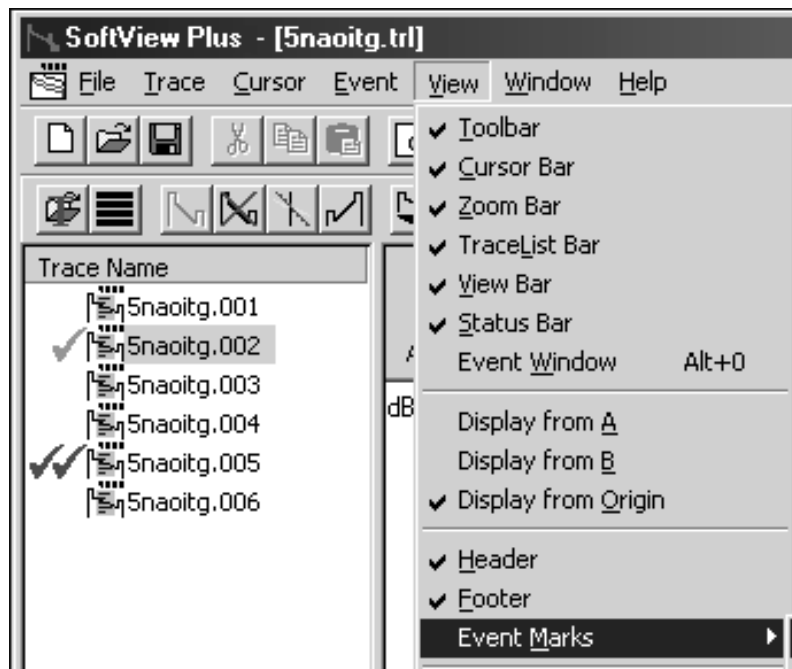 SoftView Plus - [5naoitg.trl]
File Trace Cursor Event View Window Help
Toolbar
Cursor Bar
Zoom Bar
TraceList Bar
View Bar
Status Bar
Event Window Alt+0
Display from A
Display from B
Display from Origin
Header
Footer
Event Marks
Trace Name
5naoitg.001
5naoitg.002
5naoitg.003
5naoitg.004
5naoitg.005
5naoitg.006
dB